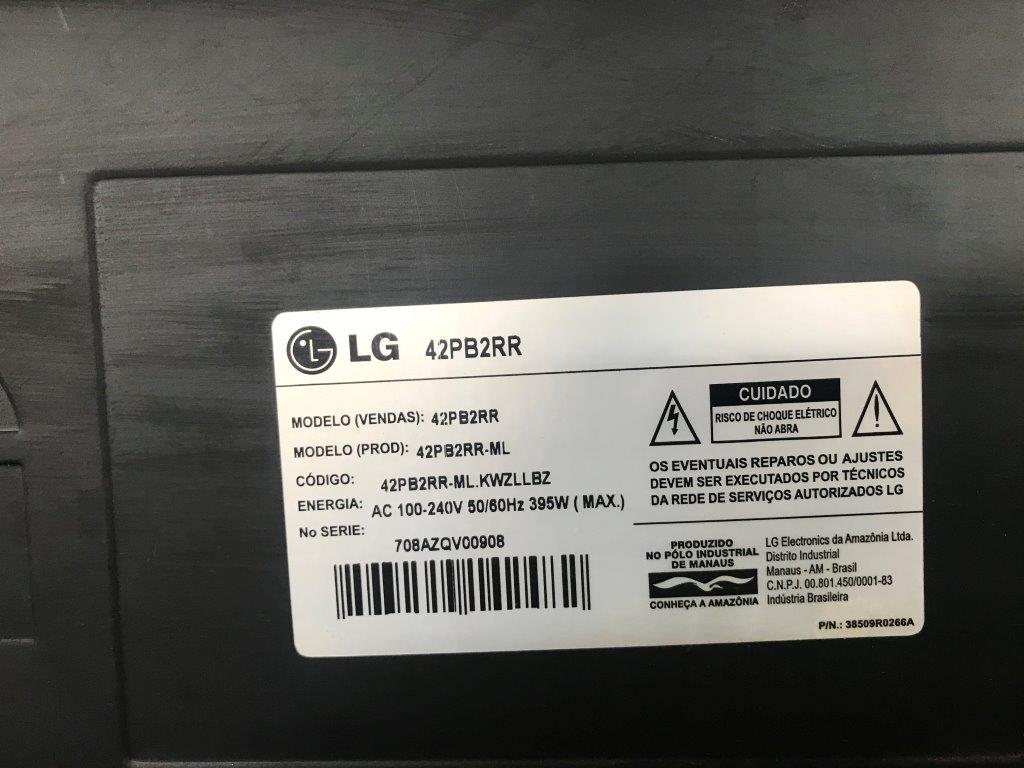 LG 42PB2RR
MODELO (VENDAS): 42PB2RR
MODELO (PROD): 42PB2RR-ML
CÓDIGO: 42PB2RR-ML.KWZLLBZ
ENERGIA: AC 100-240V 50/60Hz 395W ( MAX.)
No SERIE: 708AZQV00908
CUIDADO
RISCO DE CHOQUE ELÉTRICO
NÃO ABRA
OS EVENTUAIS REPAROS OU AJUSTES
DEVEM SER EXECUTADOS POR TÉCNICOS
DA REDE DE SERVIÇOS AUTORIZADOS LG
PRODUZIDO
NO PÓLO INDUSTRIAL
DE MANAUS
CONHEÇA A AMAZÔNIA
LG Electronics da Amazônia Ltda.
Distrito Industrial
Manaus - AM - Brasil
C.N.P.J. 00.801.450/0001-83
Indústria Brasileira
P/N.: 38509R0266A